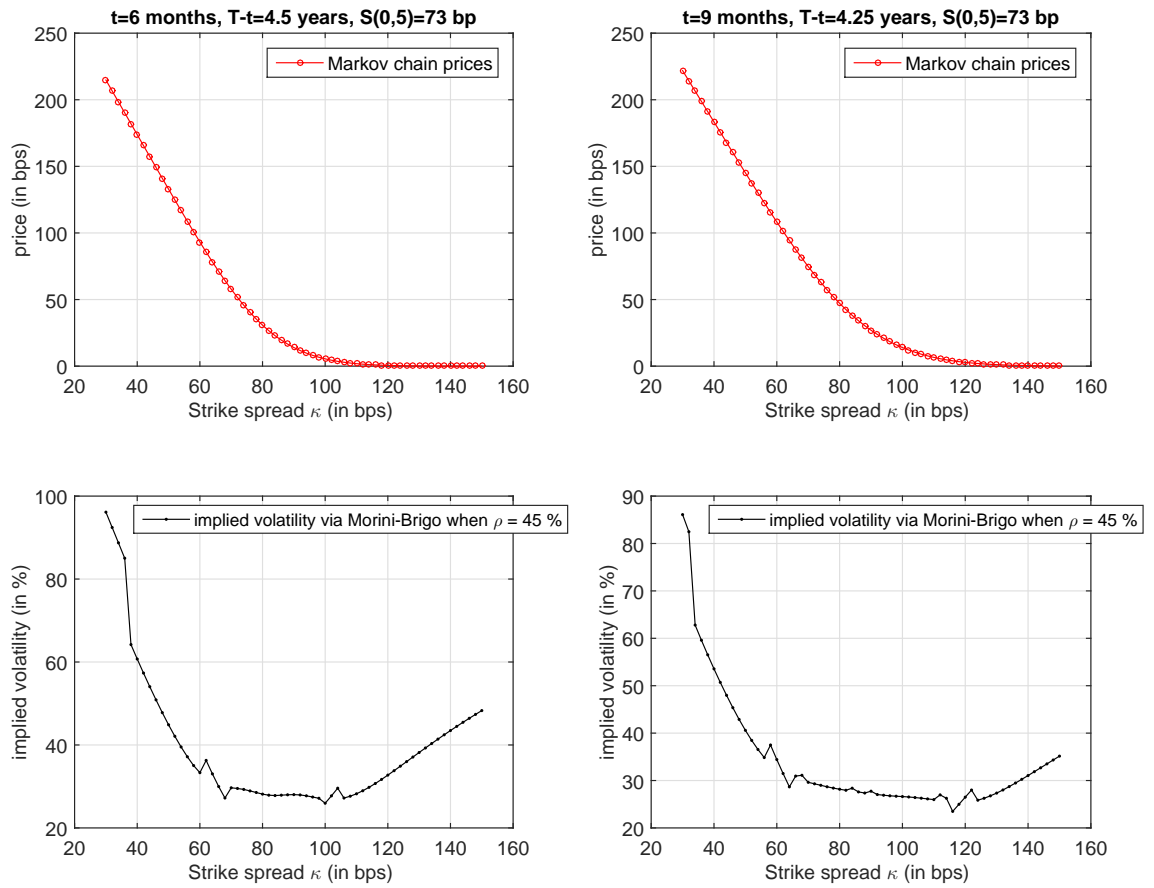 t=6 months, T-t=4.5 years, S(0,5)=73 bp
250
200
150
100
50
0
price (in bps)
Markov chain prices
20 40 60 80 100 120 140 160
Strike spread κ (in bps)
t=9 months, T-t=4.25 years, S(0,5)=73 bp
250
200
150
100
50
0
price (in bps)
Markov chain prices
20 40 60 80 100 120 140 160
Strike spread κ (in bps)
100
80
60
40
20
implied volatility (in %)
implied volatility via Morini-Brigo when ρ = 45 %
20 40 60 80 100 120 140 160
Strike spread κ (in bps)
90
80
70
60
50
40
30
20
implied volatility (in %)
implied volatility via Morini-Brigo when ρ = 45 %
20 40 60 80 100 120 140 160
Strike spread κ (in bps)